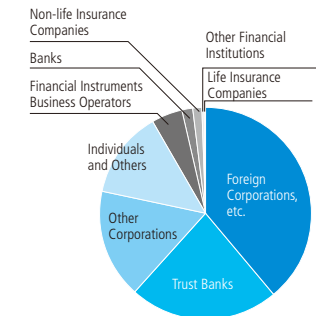 Non-life Insurance
Companies
Banks
Financial Instruments
Business Operators
Other Financial
Institutions
Life Insurance
Companies
Individuals
and Others
Foreign
Corporations,
etc.
Other
Corporations
Trust Banks